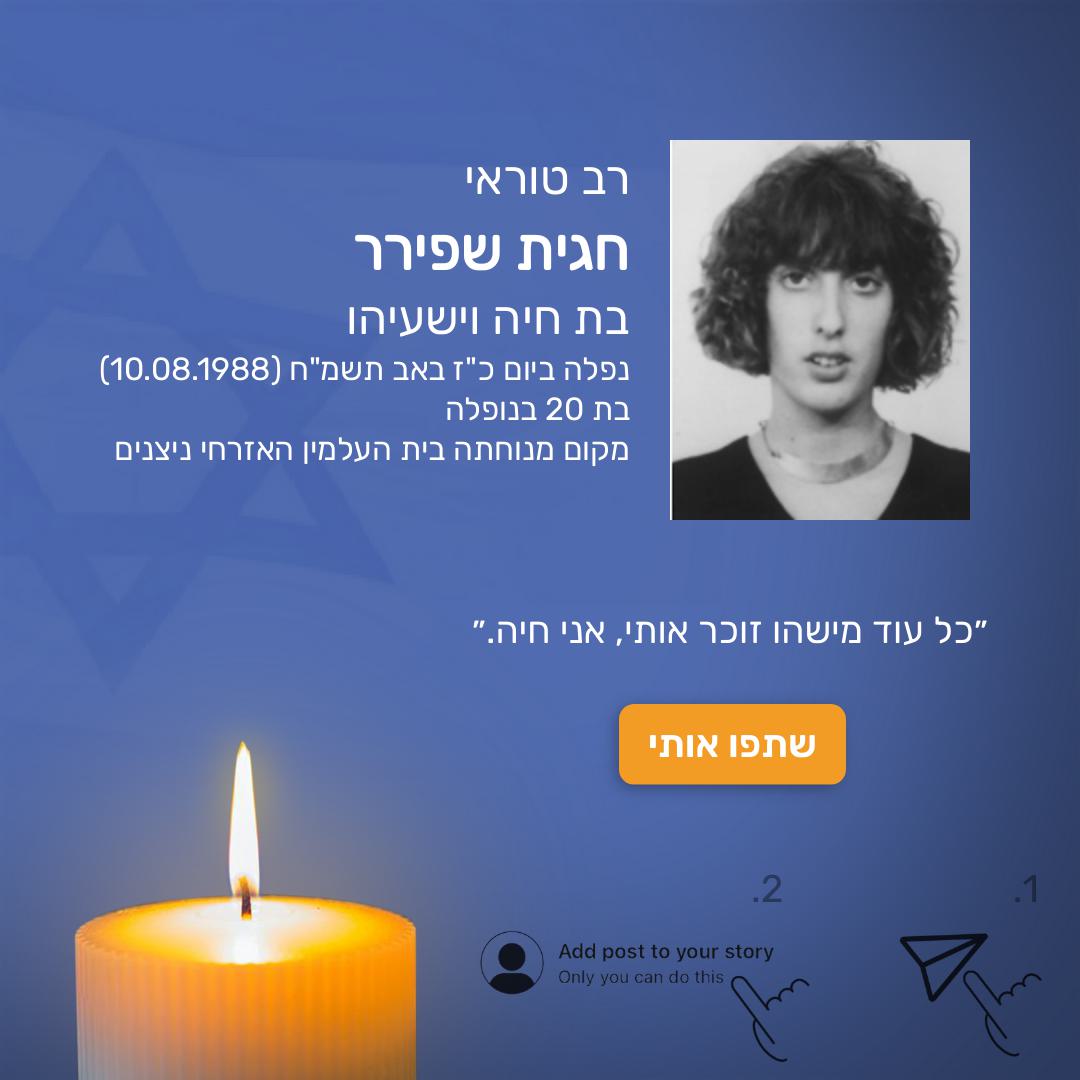 רב טוראי
חגית שפירר
בת חיה וישעיהו
נפלה ביום כ"ז באב תשמ"ח (10.08.1988)
בת 20 בנופלה
מקום מנוחתה בית העלמין האזרחי ניצנים
״כל עוד מישהו זוכר אותי, אני חיה.״
שתפו אותי
1.
2.
Add post to your story
Only you can do this